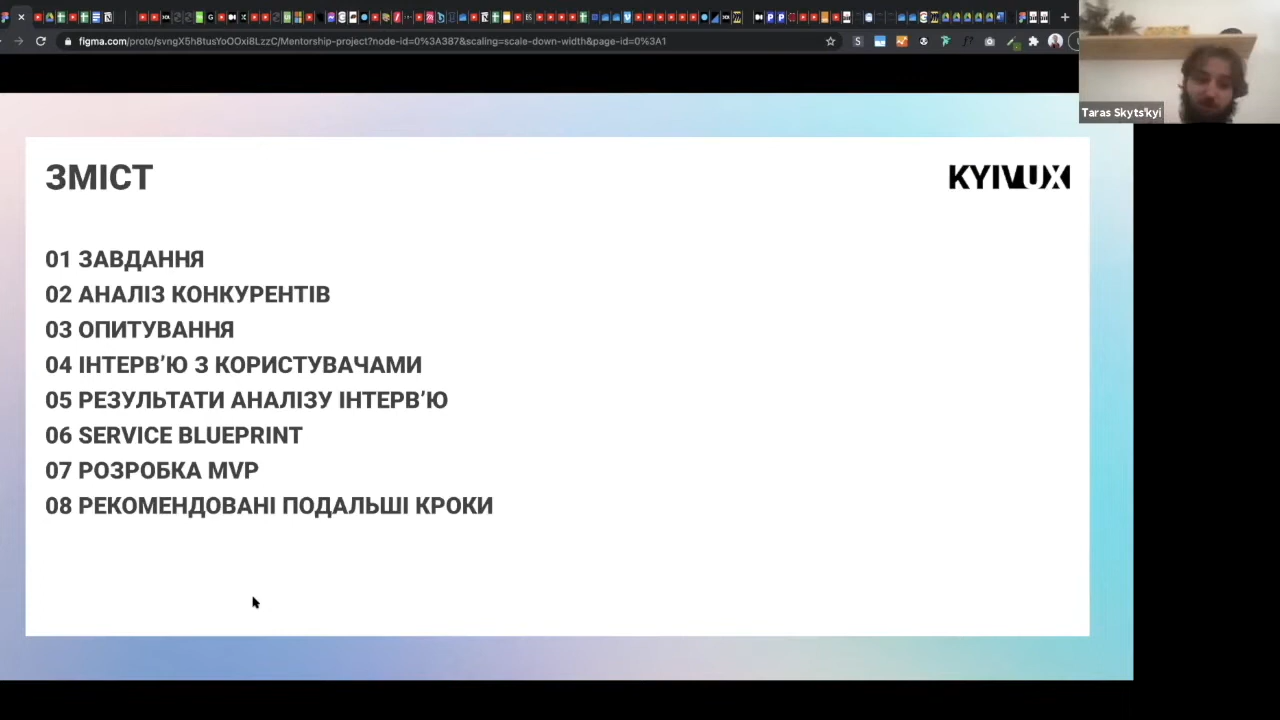 figma.com/proto/svngX5h8tusYoOOxi8LzzC/Mentorship-project?node-id=0%3A387&scaling=scale-down-width&page-id=0%3A1
Taras Skyts'kyi
ЗМІСТ
KYIVUX
01 ЗАВДАННЯ
02 АНАЛІЗ КОНКУРЕНТІВ
03 ОПИТУВАННЯ
04 ІНТЕРВ’Ю З КОРИСТУВАЧАМИ
05 РЕЗУЛЬТАТИ АНАЛІЗУ ІНТЕРВ’Ю
06 SERVICE BLUEPRINT
07 РОЗРОБКА MVP
08 РЕКОМЕНДОВАНІ ПОДАЛЬШІ КРОКИ